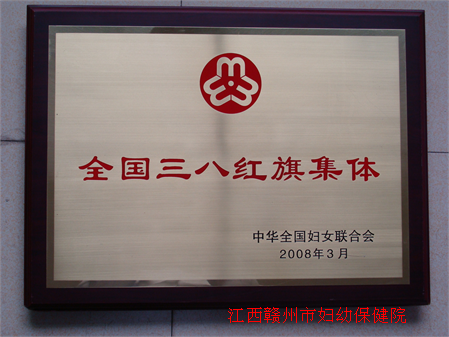 全国三八红旗集体
中华全国妇女联合会
2008年3月
江西赣州市妇幼保健院